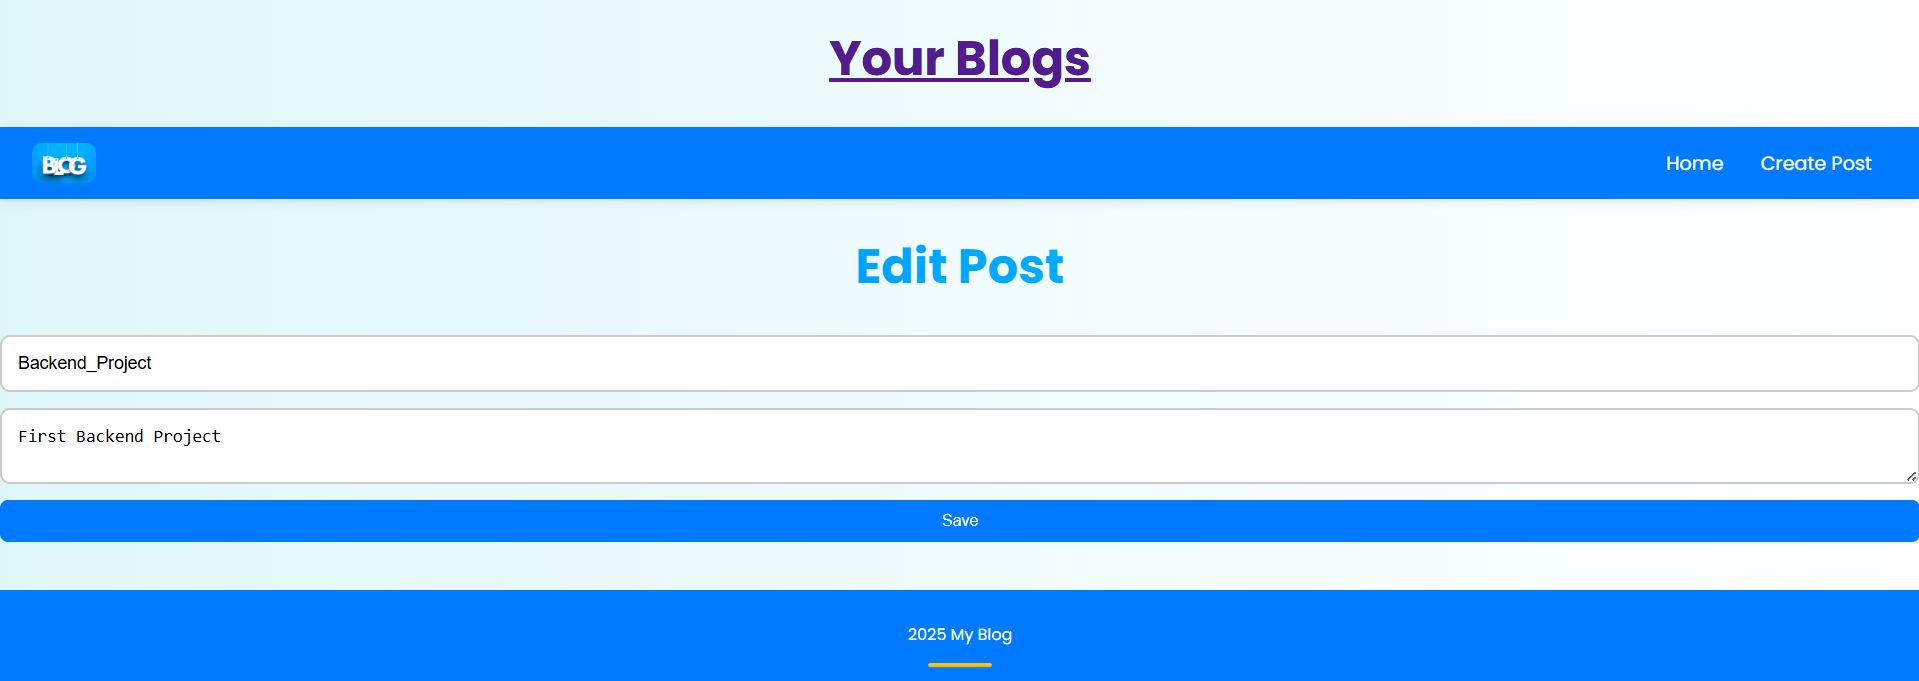 Your Blogs
BLOG
Home
Create Post
Edit Post
Backend_Project
First Backend Project
Save
2025 My Blog